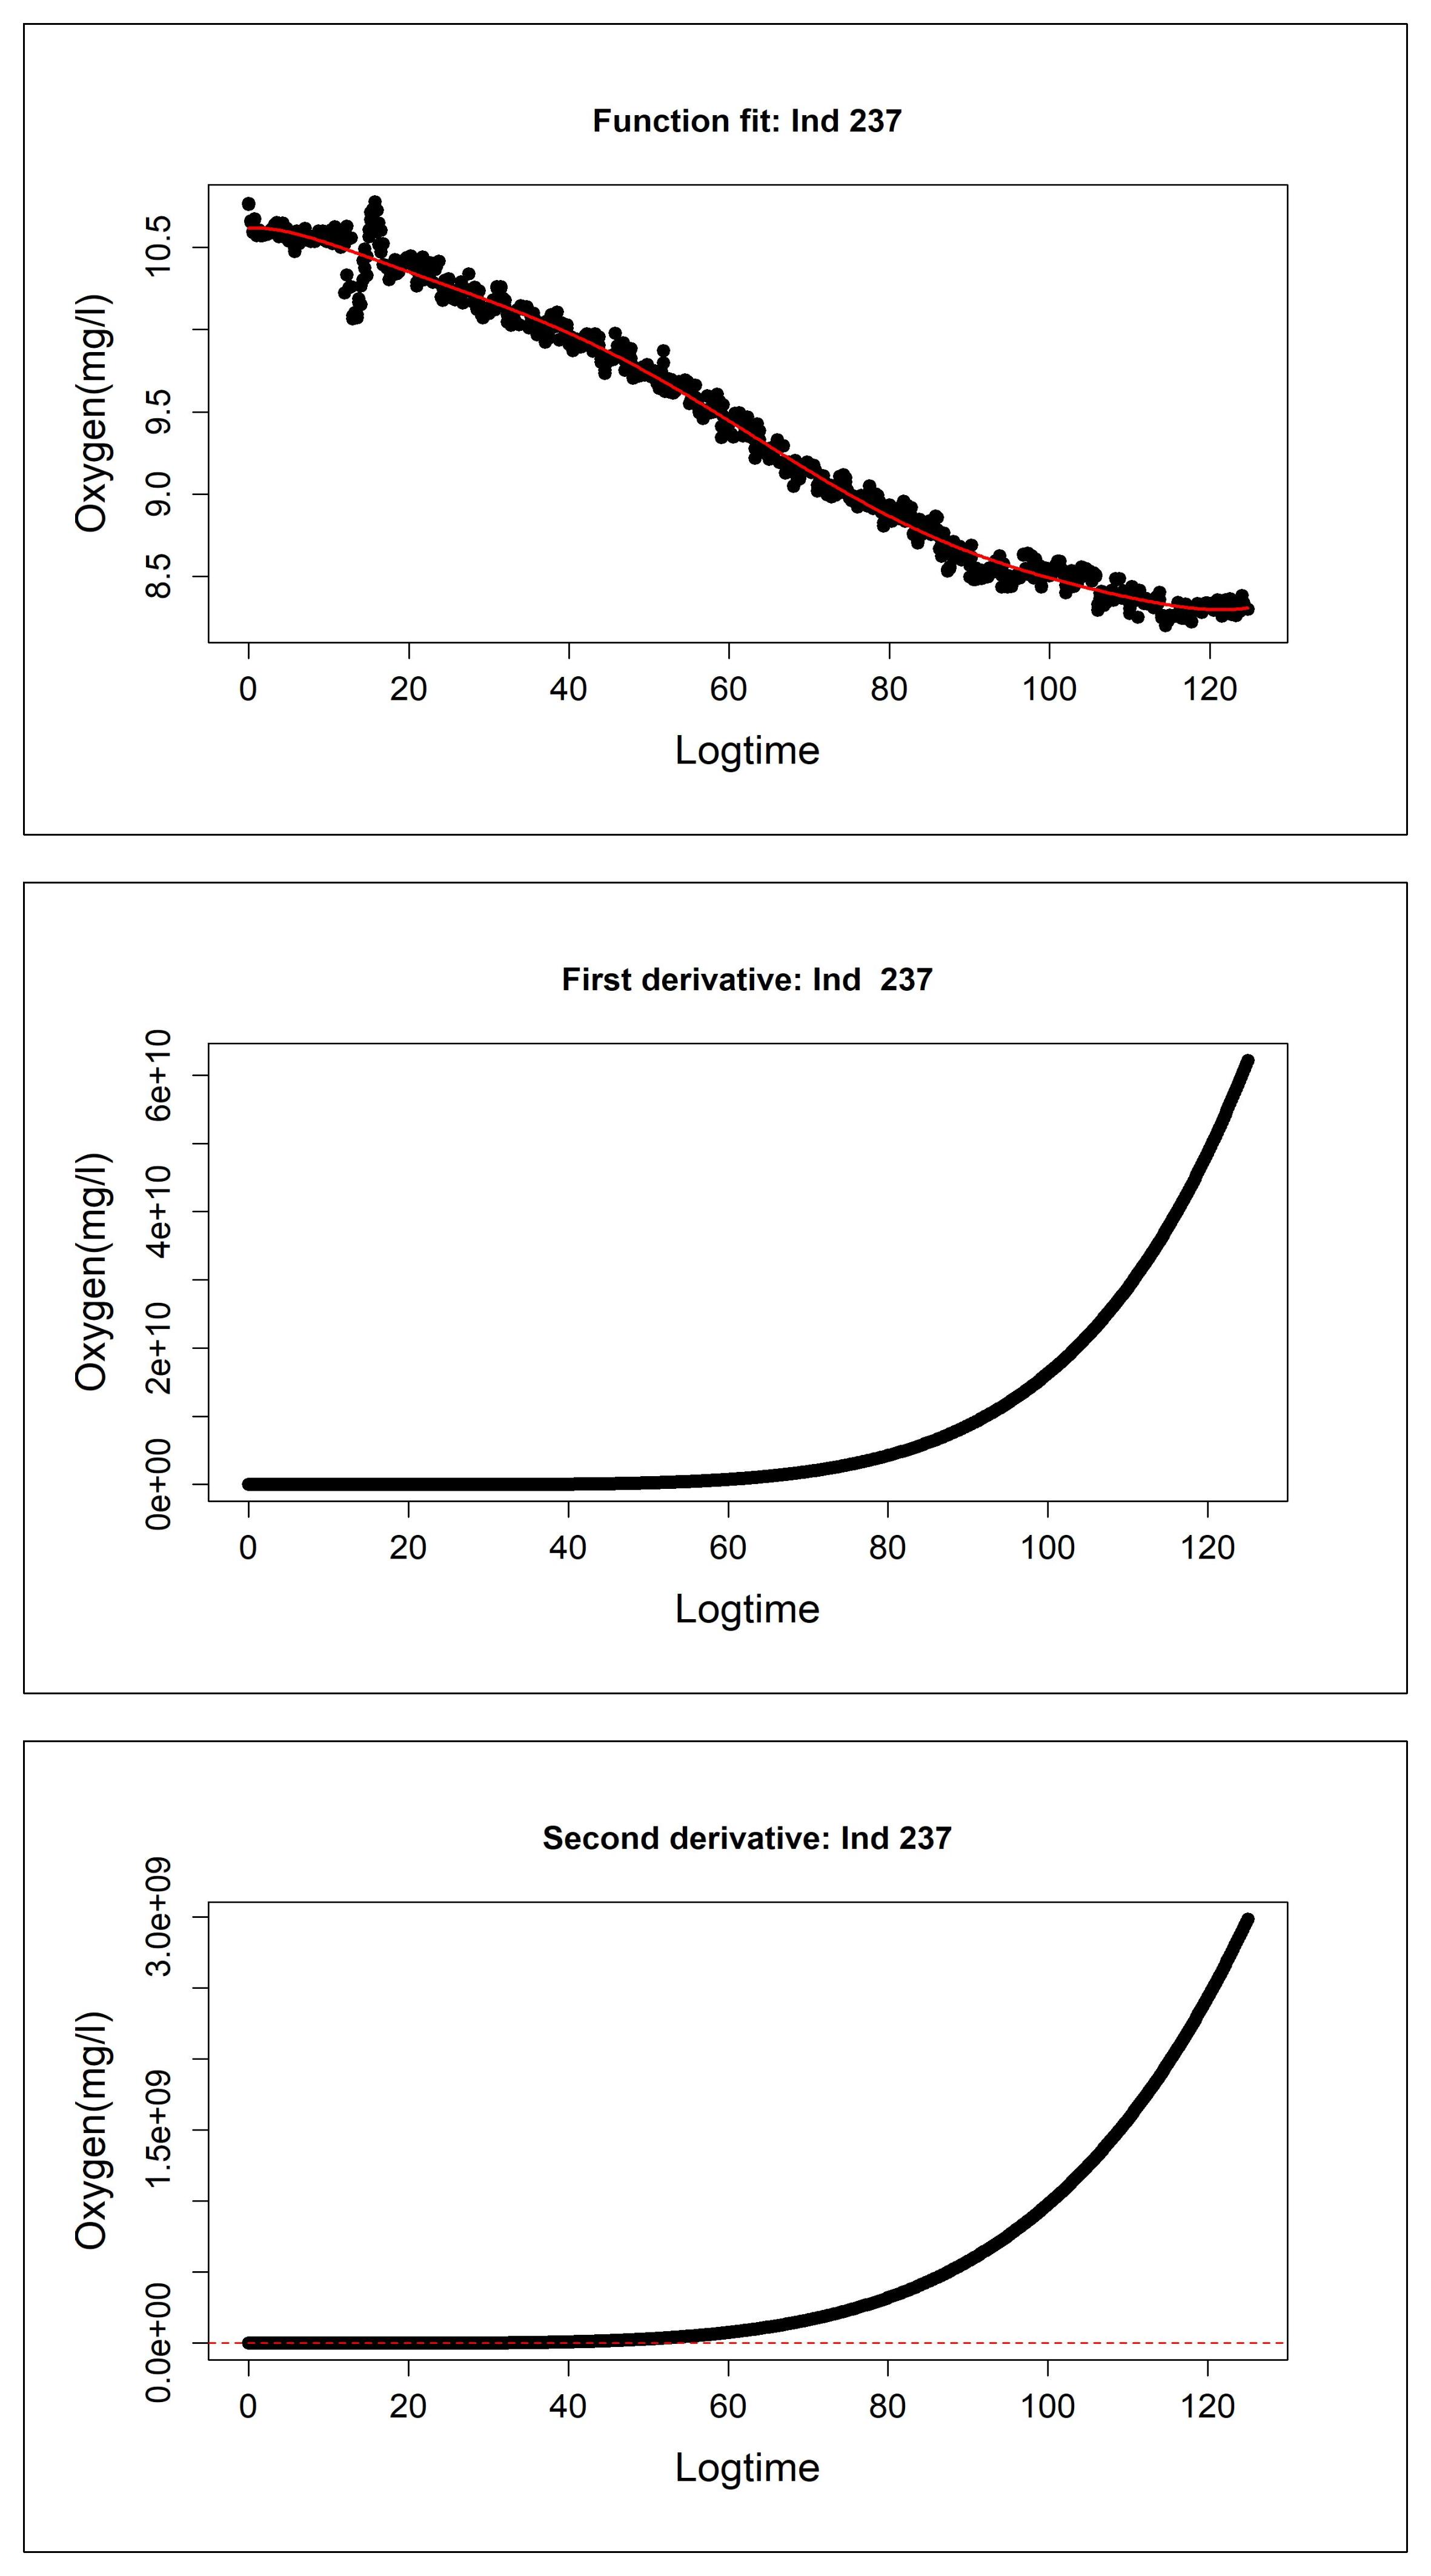 Function fit: Ind 237
Oxygen(mg/l)
10.5
9.5
9.0
8.5
0 20 40 60 80 100 120
Logtime
First derivative: Ind  237
Oxygen(mg/l)
6e+10
4e+10
2e+10
0e+00
0 20 40 60 80 100 120
Logtime
Second derivative: Ind 237
Oxygen(mg/l)
3.0e+09
1.5e+09
0.0e+00
0 20 40 60 80 100 120
Logtime